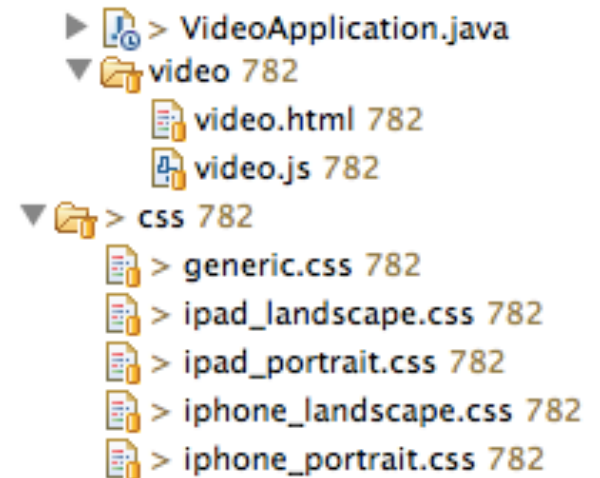 > VideoApplication.java
video 782
video.html 782
video.js 782
> css 782
> generic.css 782
> ipad_landscape.css 782
> ipad_portrait.css 782
> iphone_landscape.css 782
> iphone_portrait.css 782